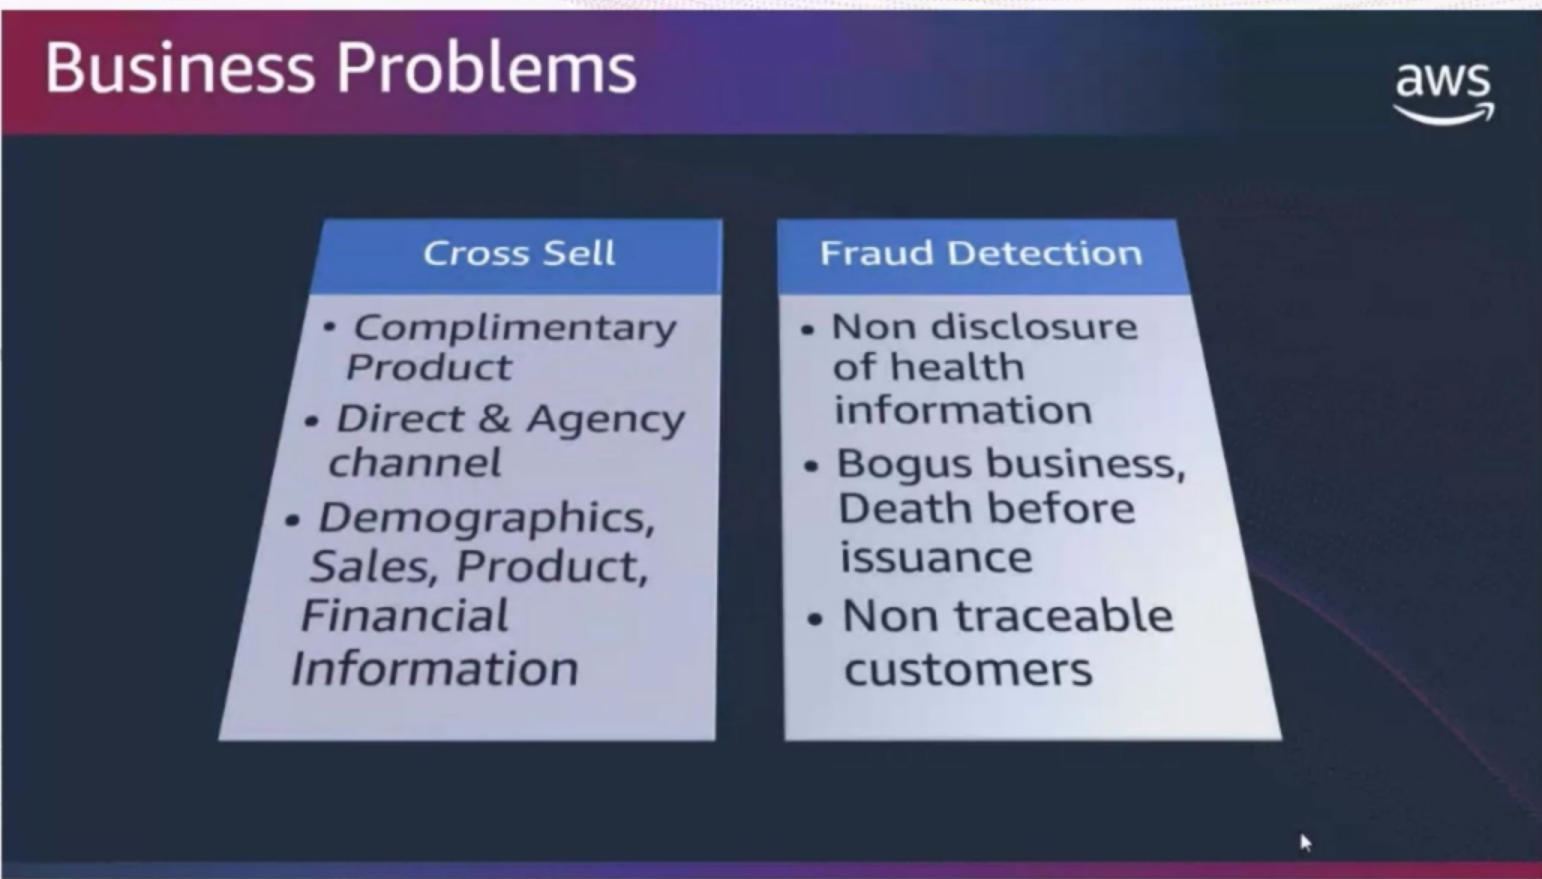 Business Problems
aws
Cross Sell
• Complimentary
Product
• Direct & Agency
channel
• Demographics,
Sales, Product,
Financial
Information
Fraud Detection
• Non disclosure
of health
information
• Bogus business,
Death before
issuance
• Non traceable
customers